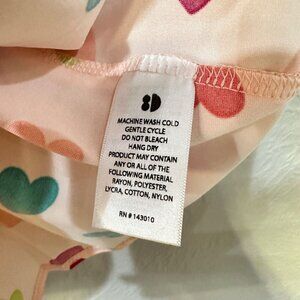 MACHINE WASH COLD
GENTLE CYCLE
DO NOT BLEACH
HANG DRY
PRODUCT MAY CONTAIN
ANY OR ALL OF THE
FOLLOWING MATERIAL
RAYON, POLYESTER,
LYCRA, COTTON, NYLON
RN # 143010